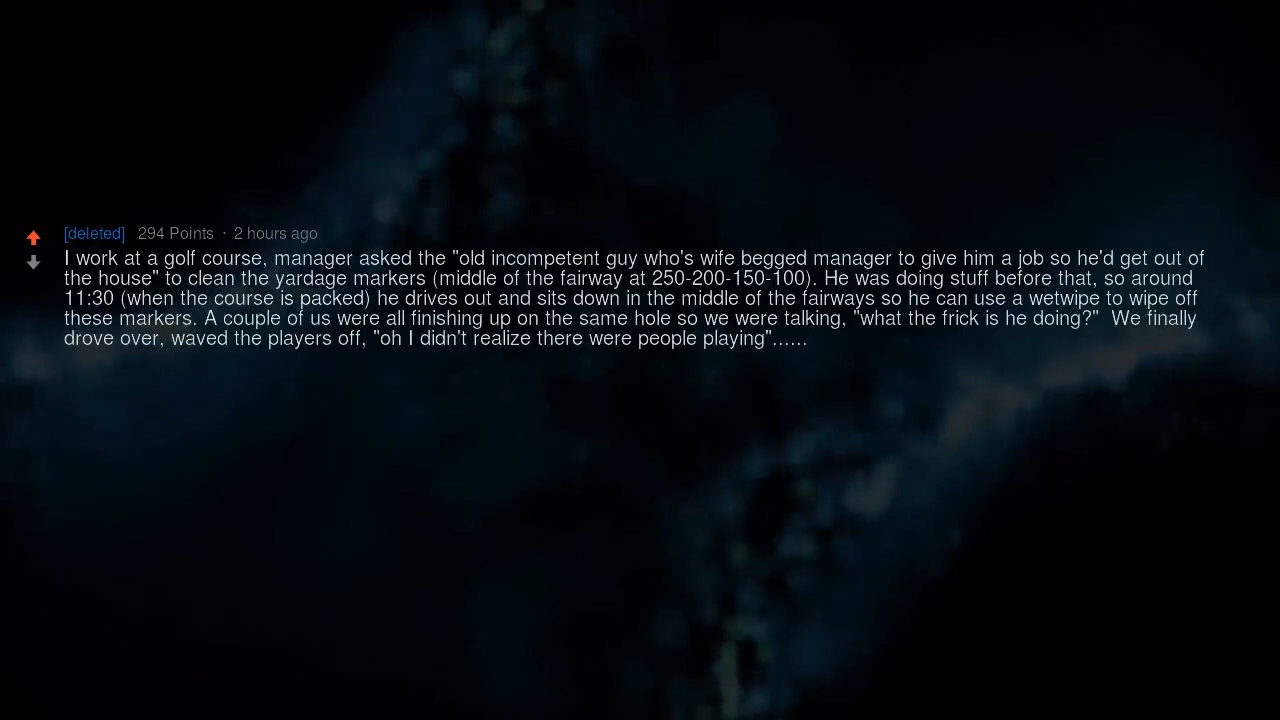 [deleted] 294 Points · 2 hours ago
I work at a golf course, manager asked the "old incompetent guy who's wife begged manager to give him a job so he'd get out of
the house" to clean the yardage markers (middle of the fairway at 250-200-150-100). He was doing stuff before that, so around
11:30 (when the course is packed) he drives out and sits down in the middle of the fairways so he can use a wetwipe to wipe off
these markers. A couple of us were all finishing up on the same hole so we were talking, "what the frick is he doing?"  We finally
drove over, waved the players off, "oh I didn't realize there were people playing"......